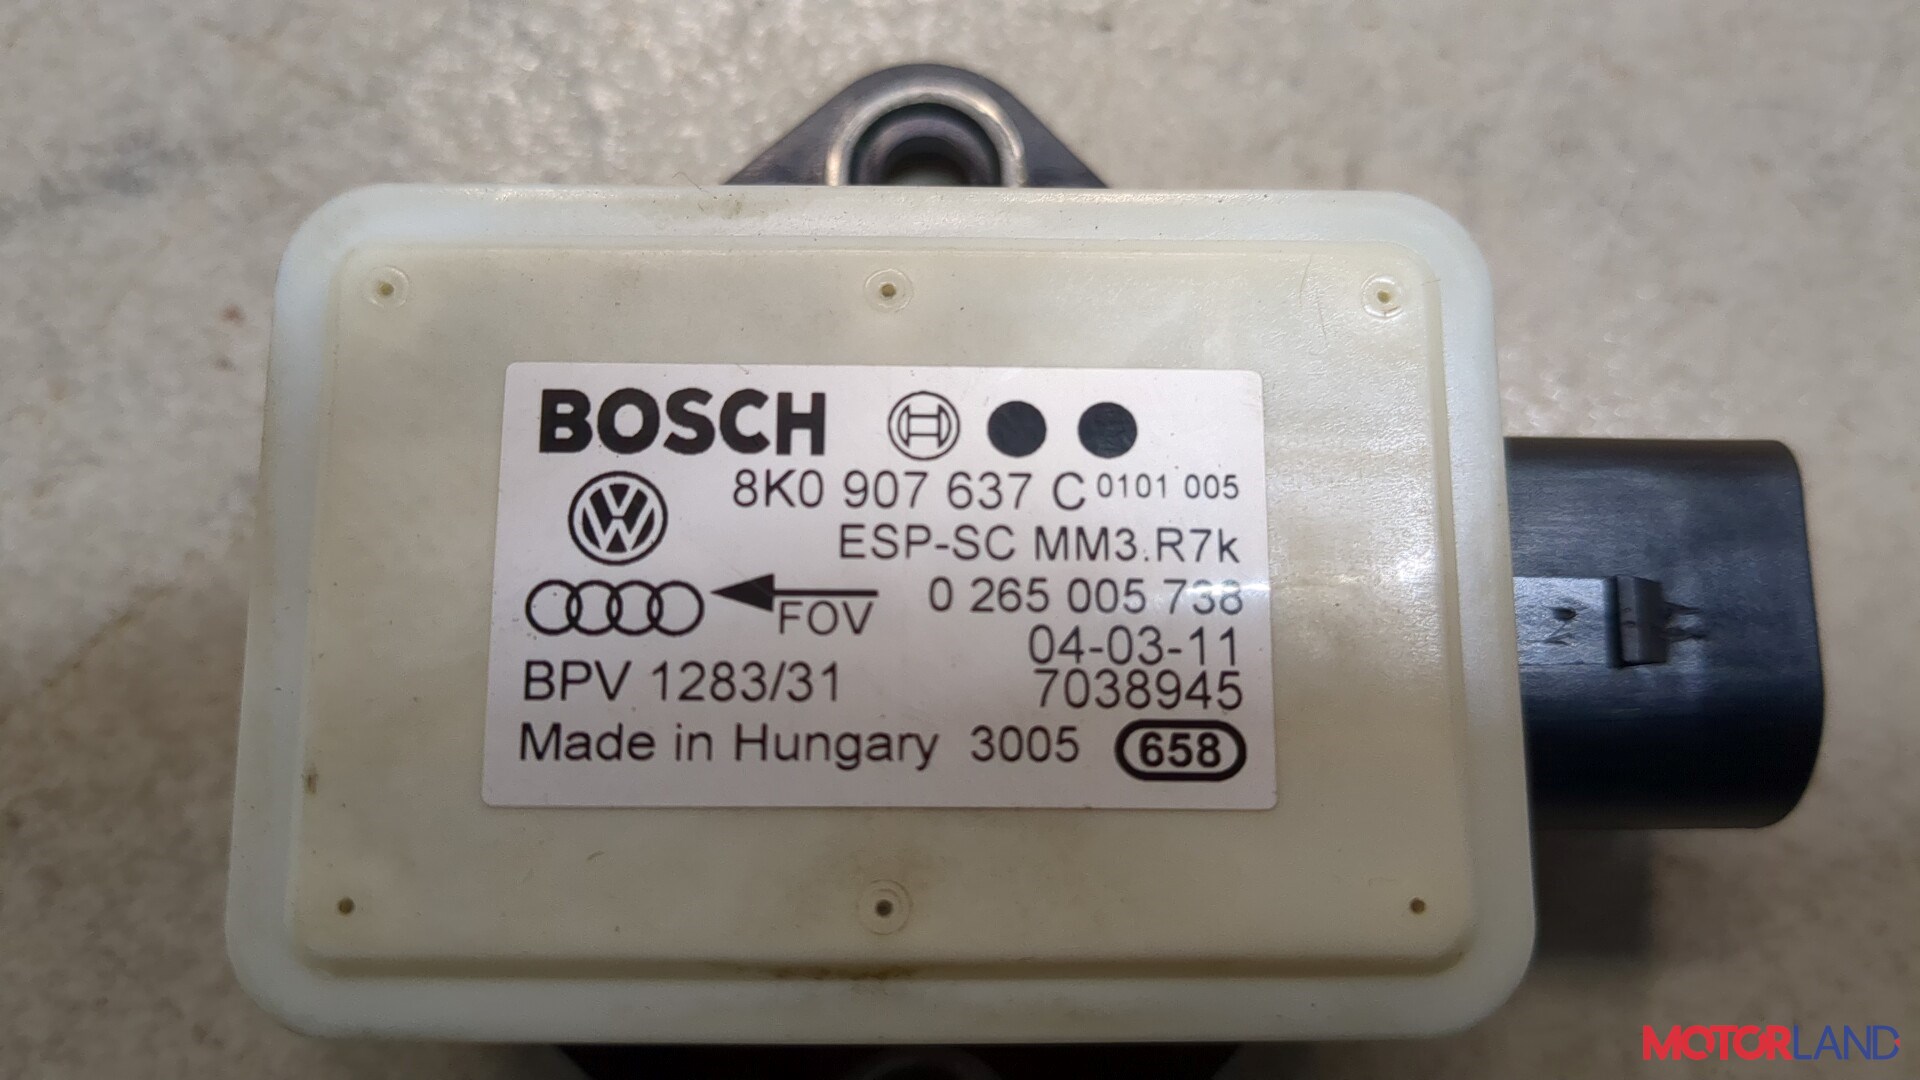 BOSCH
8K0 907 637 C 0101 005
ESP-SC MM3.R7k
0 265 005 738
FOV
04-03-11
BPV 1283/31 7038945
Made in Hungary 3005 658
MOTORLAND